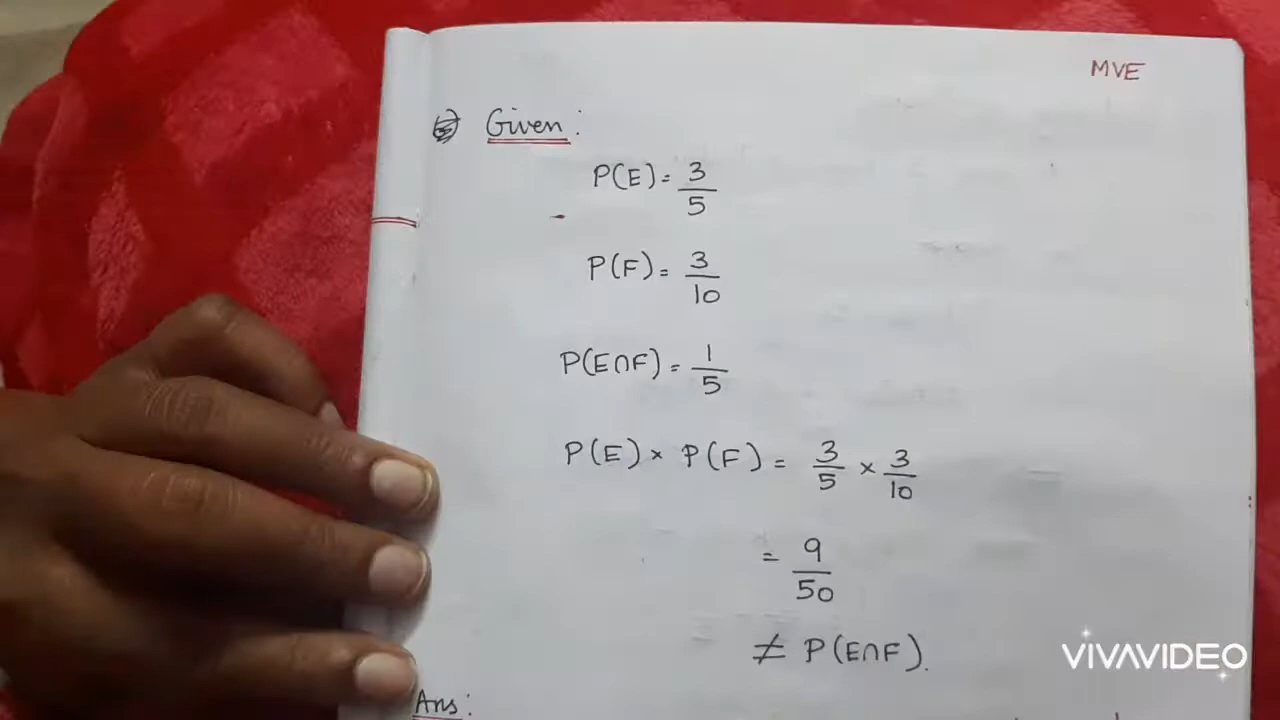 MVE
Given:
P(E) = 3/5
P(F) = 3/10
P(E∩F) = 1/5
P(E) × P(F) = 3/5 × 3/10
= 9/50
≠ P(E∩F).
Ans:
VIVAVIDEO